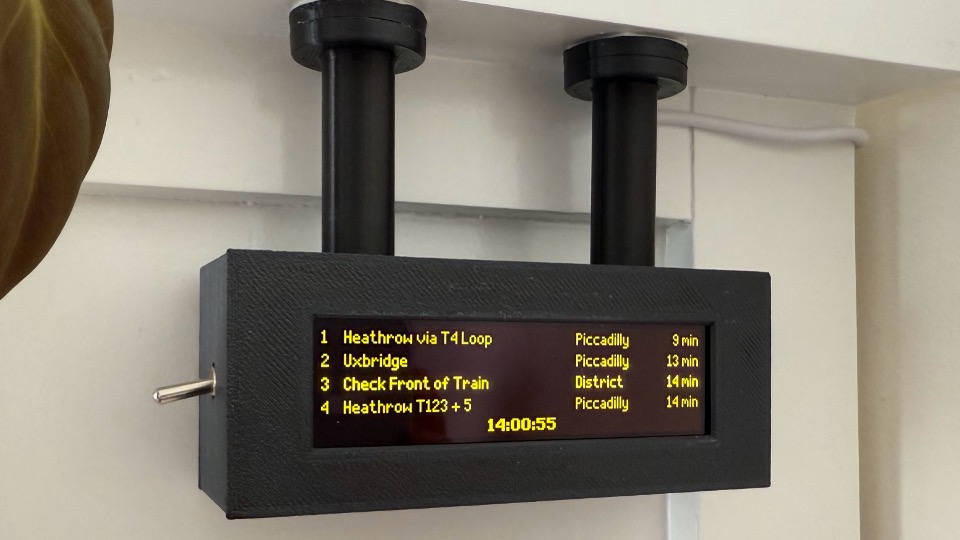 1 Heathrow via T4 Loop Piccadilly 9 min
2 Uxbridge Piccadilly 13 min
3 Check Front of Train District 14 min
4 Heathrow T123 + 5 Piccadilly 14 min
14:00:55